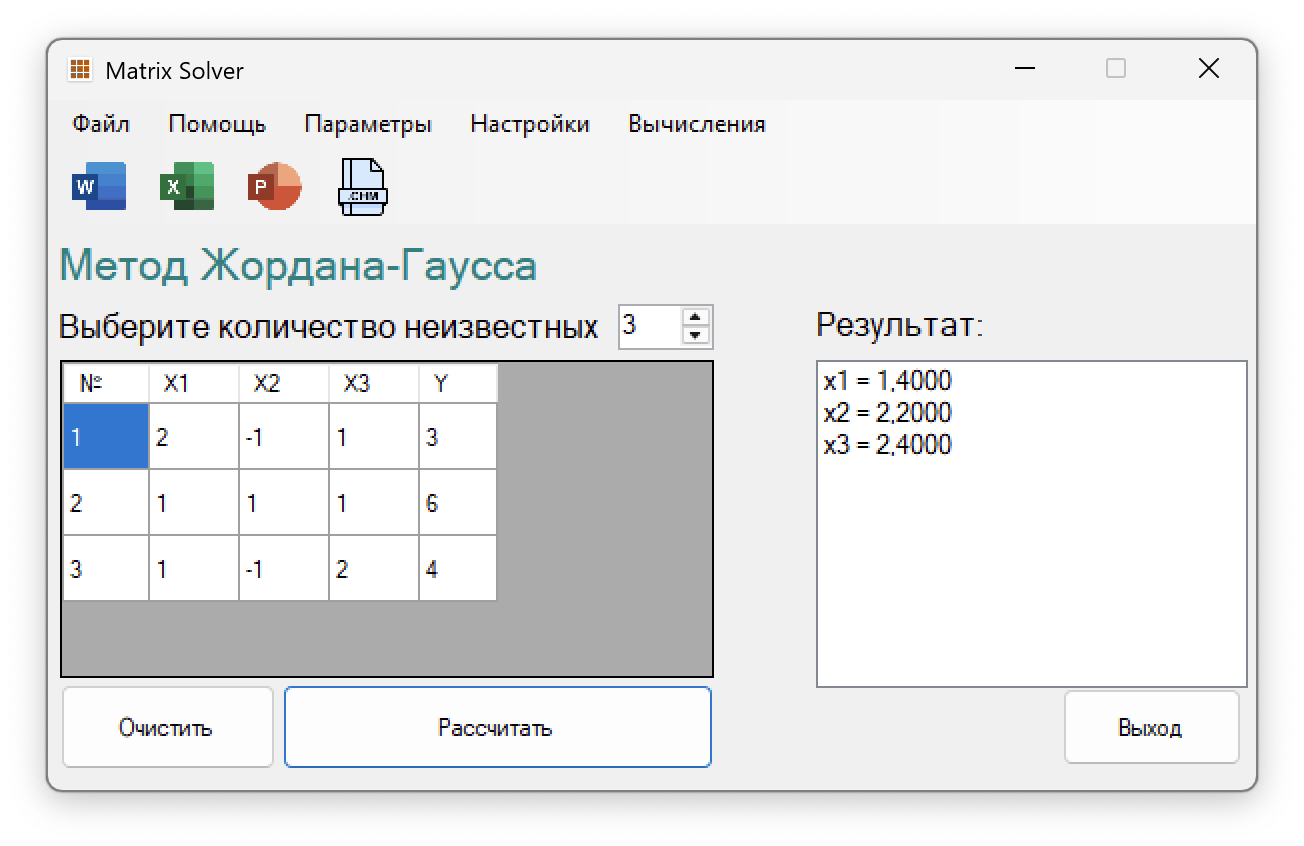 Matrix Solver
Файл Помощь Параметры Настройки Вычисления
W X P .CHM
Метод Жордана-Гаусса
Выберите количество неизвестных 3
№ X1 X2 X3 Y
1 2 -1 1 3
2 1 1 1 6
3 1 -1 2 4
Очистить Рассчитать
Результат:
x1 = 1,4000
x2 = 2,2000
x3 = 2,4000
Выход